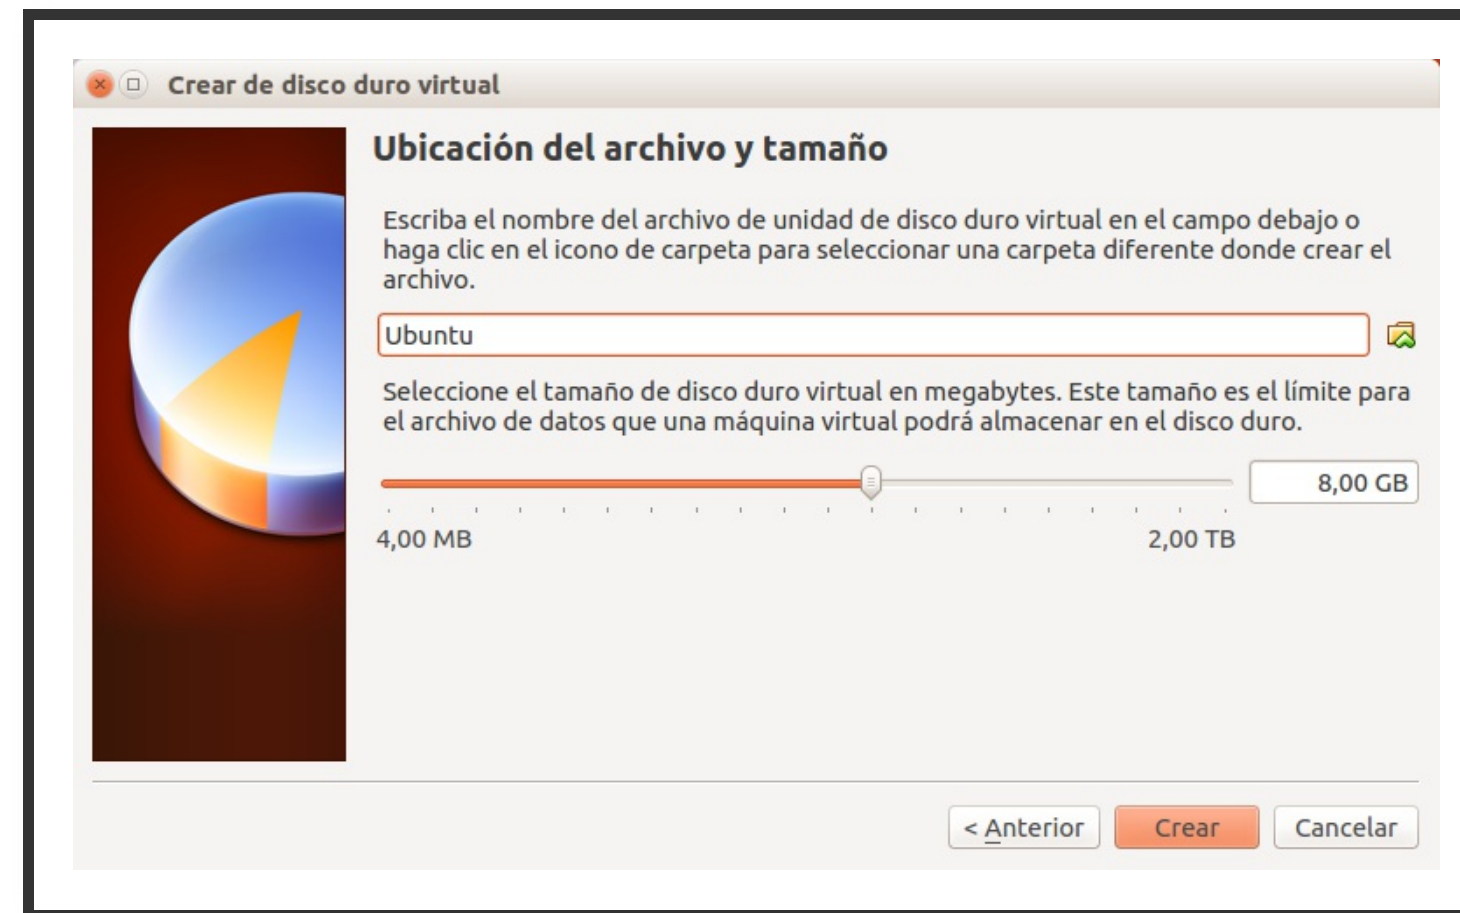 Crear de disco duro virtual
Ubicación del archivo y tamaño
Escriba el nombre del archivo de unidad de disco duro virtual en el campo debajo o
haga clic en el icono de carpeta para seleccionar una carpeta diferente donde crear el
archivo.
Ubuntu
Seleccione el tamaño de disco duro virtual en megabytes. Este tamaño es el límite para
el archivo de datos que una máquina virtual podrá almacenar en el disco duro.
8,00 GB
4,00 MB 2,00 TB
< Anterior Crear Cancelar